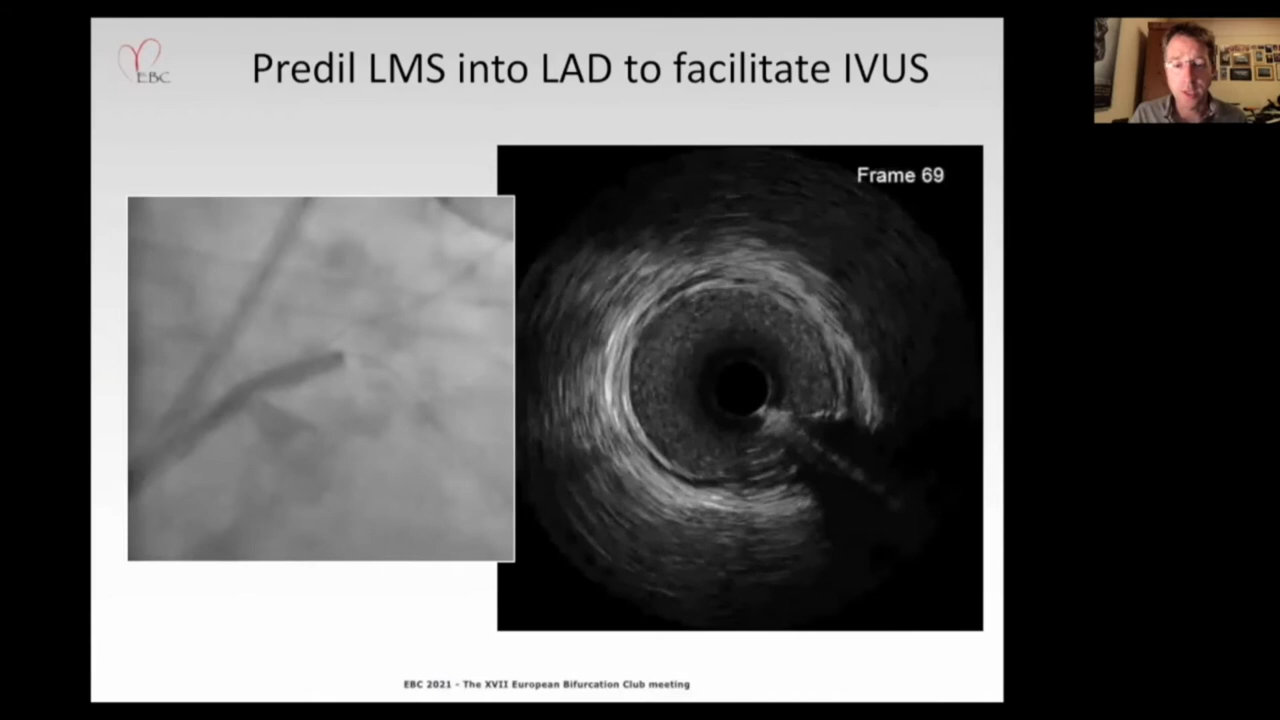 EBC
Predil LMS into LAD to facilitate IVUS
Frame 69
EBC 2021 - The XVII European Bifurcation Club meeting